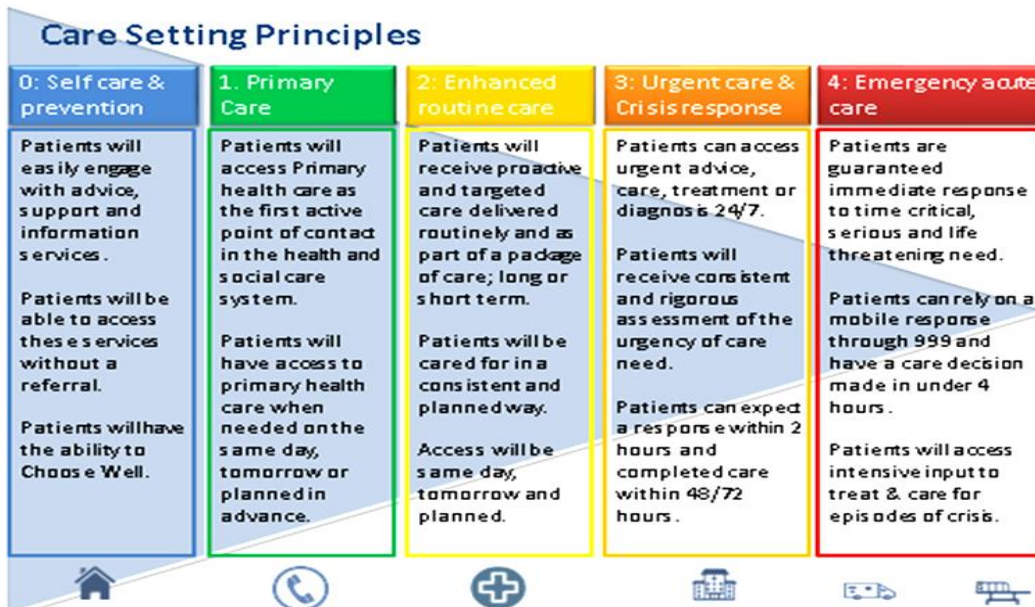 Care Setting Principles
0: Self care &
prevention
Patients will
easily engage
with advice,
support and
information
services.
Patients will be
able to access
these services
without a
referral.
Patients will have
the ability to
Choose Well.
1. Primary
Care
Patients will
access Primary
health care as
the first active
point of contact
in the health and
social care
system.
Patients will
have access to
primary health
care when
needed on the
same day,
tomorrow or
planned in
advance.
2: Enhanced
routine care
Patients will
receive proactive
and targeted
care delivered
routinely and as
part of a package
of care; long or
short term.
Patients will be
cared for in a
consistent and
planned way.
Access will be
same day,
tomorrow and
planned.
3: Urgent care &
Crisis response
Patients can access
urgent advice,
care, treatment or
diagnosis 24/7.
Patients will
receive consistent
and rigorous
assessment of the
urgency of care
need.
Patients can expect
a response within 2
hours and
completed care
within 48/72
hours.
4: Emergency acute
care
Patients are
guaranteed
immediate response
to time critical,
serious and life
threatening need.
Patients can rely on a
mobile response
through 999 and
have a care decision
made in under 4
hours.
Patients will access
intensive input to
treat & care for
episodes of crisis.